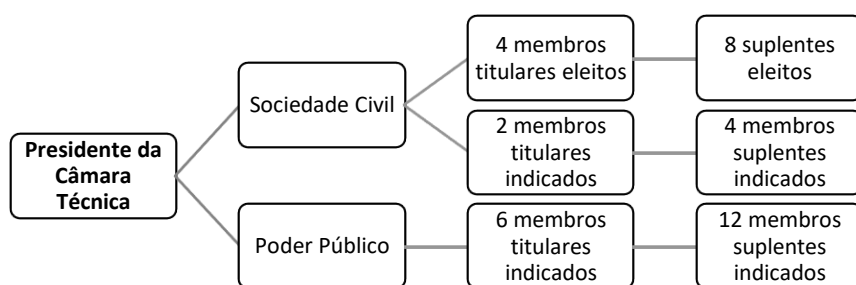 Presidente da
Câmara
Técnica
Sociedade Civil
4 membros
titulares eleitos
8 suplentes
eleitos
2 membros
titulares
indicados
4 membros
suplentes
indicados
Poder Público
6 membros
titulares
indicados
12 membros
suplentes
indicados